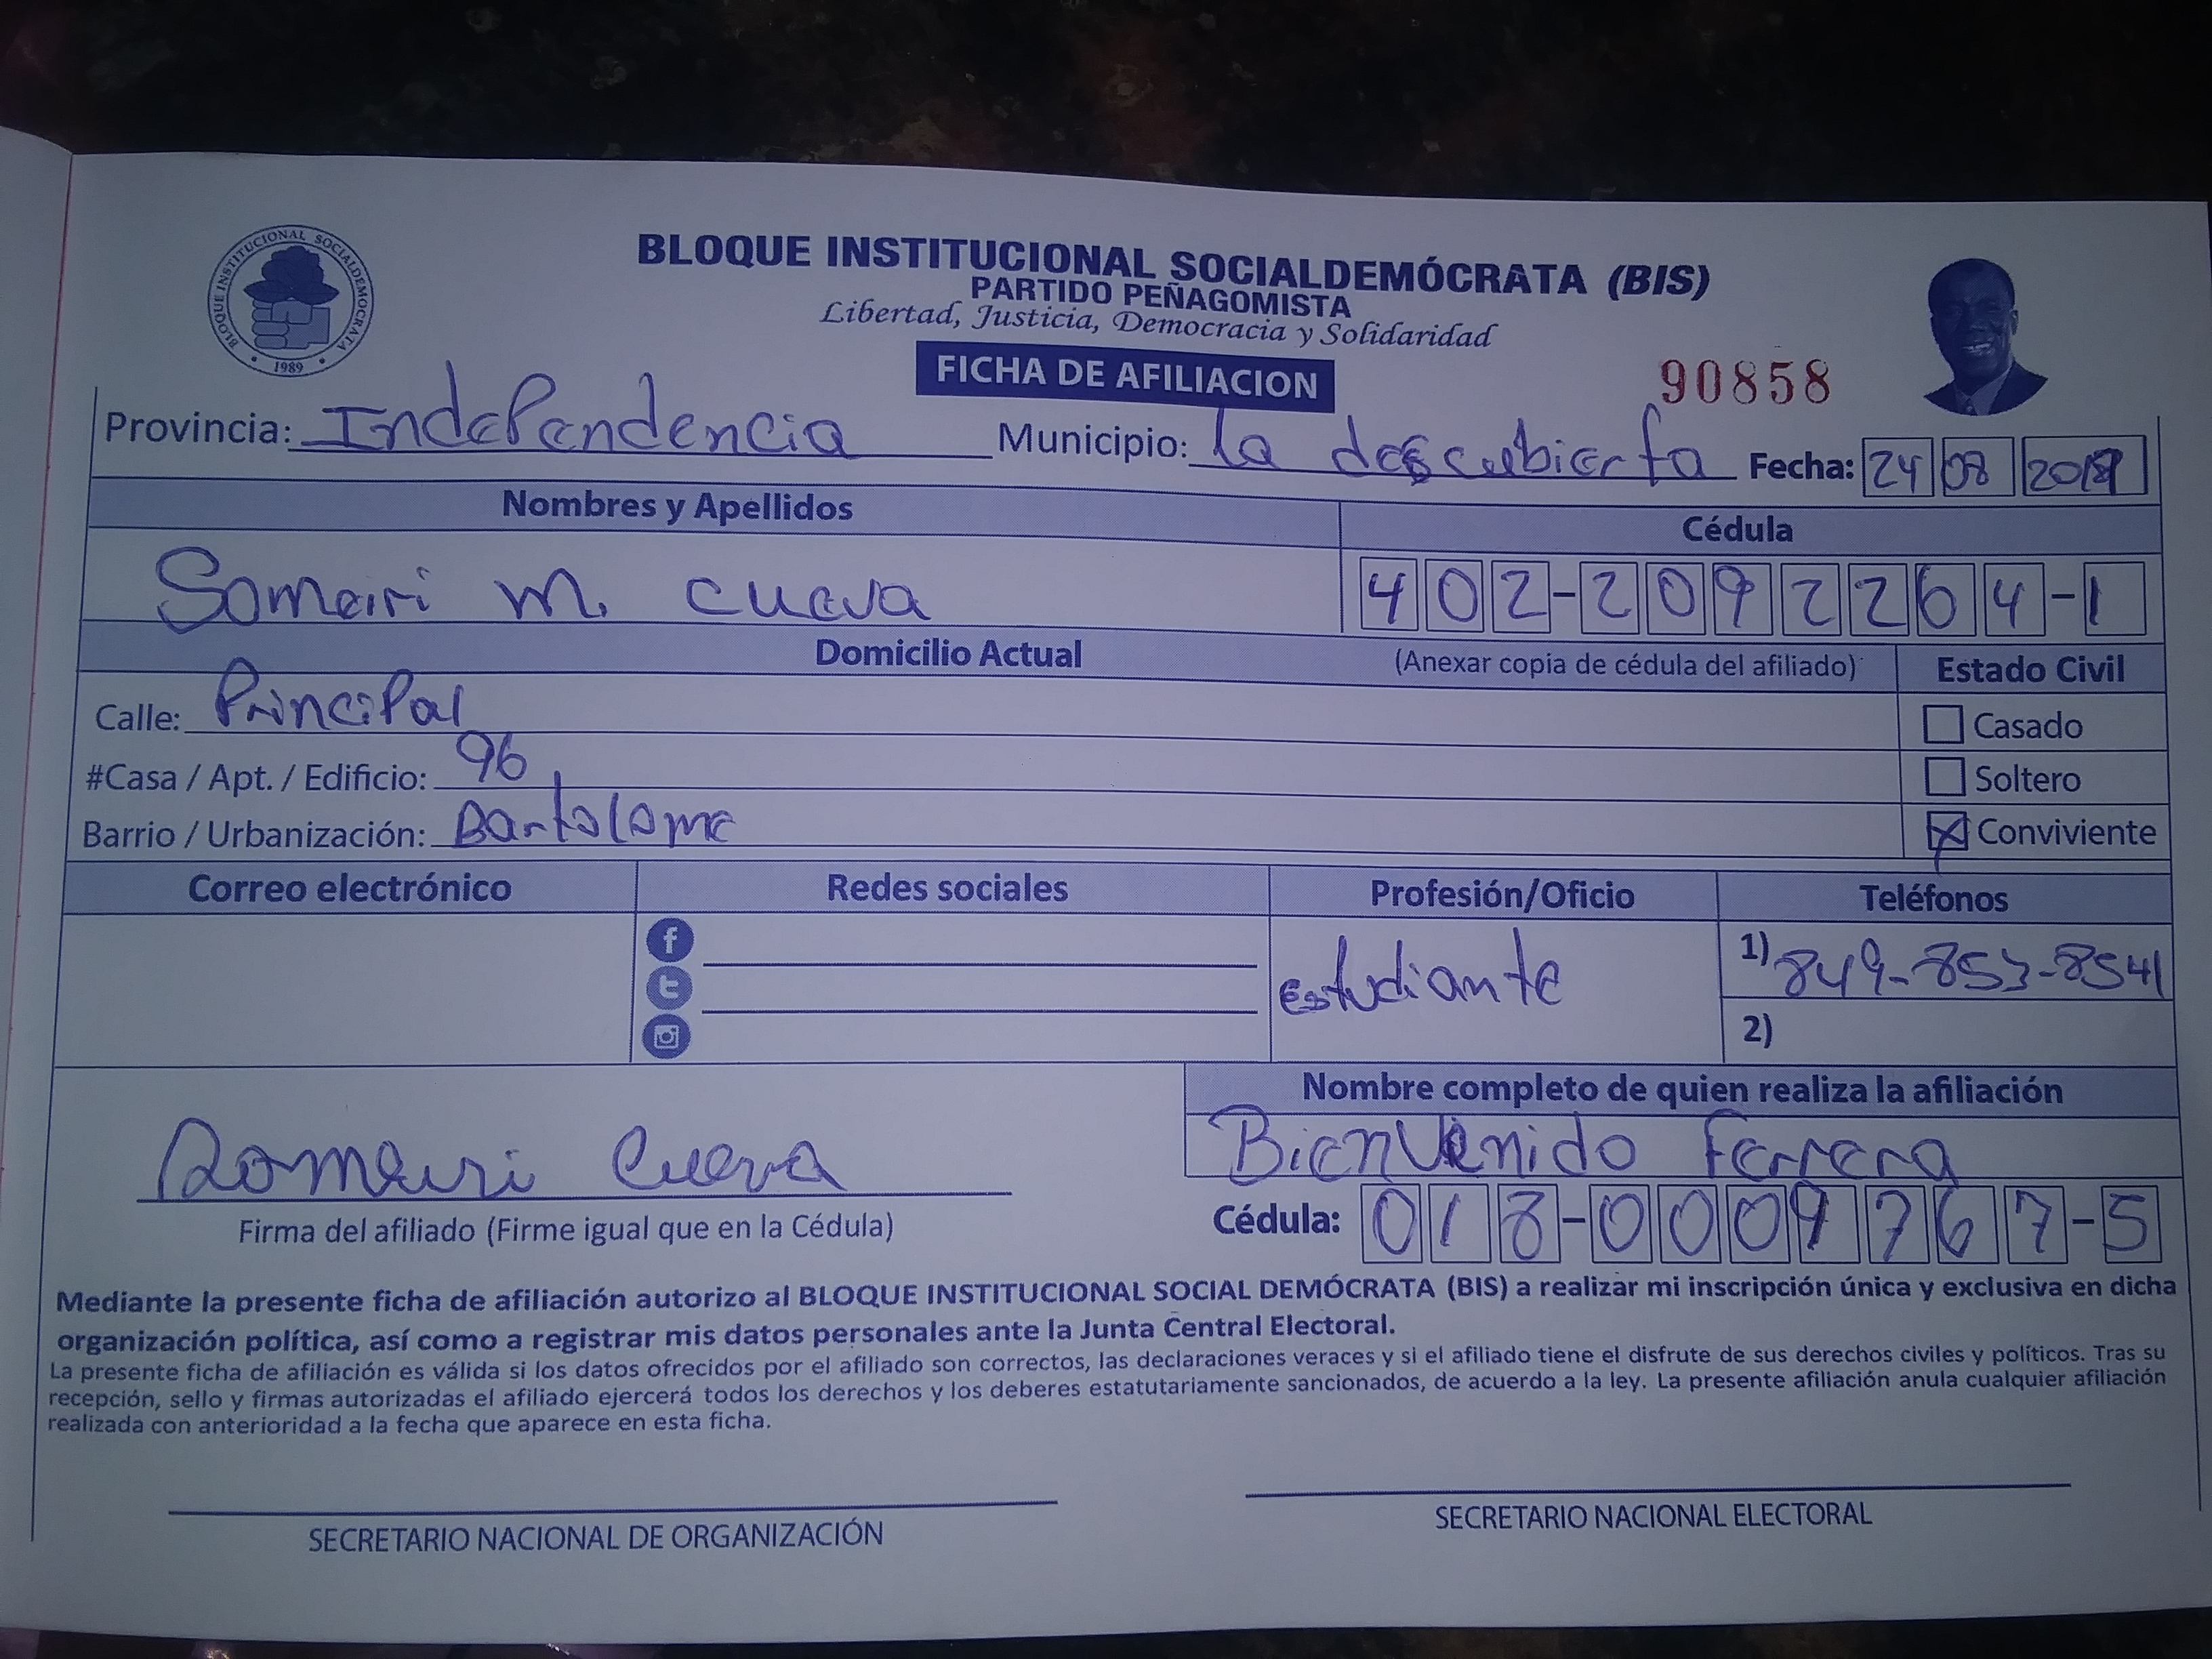 BLOQUE INSTITUCIONAL SOCIALDEMÓCRATA
1989
BLOQUE INSTITUCIONAL SOCIALDEMÓCRATA (BIS)
PARTIDO PEÑAGOMISTA
Libertad, Justicia, Democracia y Solidaridad
FICHA DE AFILIACION
90858
Provincia: Independencia Municipio: la descubierta Fecha: 24 08
Nombres y Apellidos Cédula
Someiri m. cueva 402-2092264-1
Domicilio Actual (Anexar copia de cédula del afiliado) Estado Civil
Calle: Principal Casado
#Casa / Apt. / Edificio: 96 Soltero
Barrio / Urbanización: Bartolome Conviviente
Correo electrónico Redes sociales Profesión/Oficio Teléfonos
estudiante 1) 849-853-8541
2)
Nombre completo de quien realiza la afiliación
Someiri Cueva Bienvenido Ferrera
Firma del afiliado (Firme igual que en la Cédula) Cédula: 018-0009767-5
Mediante la presente ficha de afiliación autorizo al BLOQUE INSTITUCIONAL SOCIAL DEMÓCRATA (BIS) a realizar mi inscripción única y exclusiva en dicha
organización política, así como a registrar mis datos personales ante la Junta Central Electoral.
La presente ficha de afiliación es válida si los datos ofrecidos por el afiliado son correctos, las declaraciones veraces y si el afiliado tiene el disfrute de sus derechos civiles y políticos. Tras su
recepción, sello y firmas autorizadas el afiliado ejercerá todos los derechos y los deberes estatutariamente sancionados, de acuerdo a la ley. La presente afiliación anula cualquier afiliación
realizada con anterioridad a la fecha que aparece en esta ficha.
SECRETARIO NACIONAL DE ORGANIZACIÓN SECRETARIO NACIONAL ELECTORAL